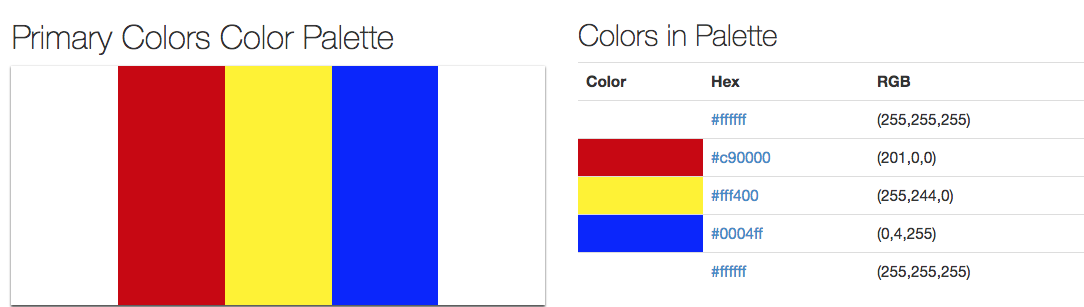 Primary Colors Color Palette
Colors in Palette
Color Hex RGB
#ffffff (255,255,255)
#c90000 (201,0,0)
#fff400 (255,244,0)
#0004ff (0,4,255)
#ffffff (255,255,255)